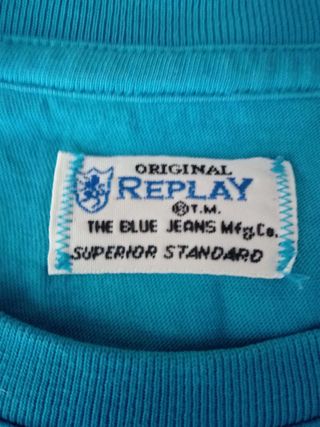 ORIGINAL
REPLAY
® T.M.
THE BLUE JEANS Mfg.Co.
SUPERIOR STANDARD